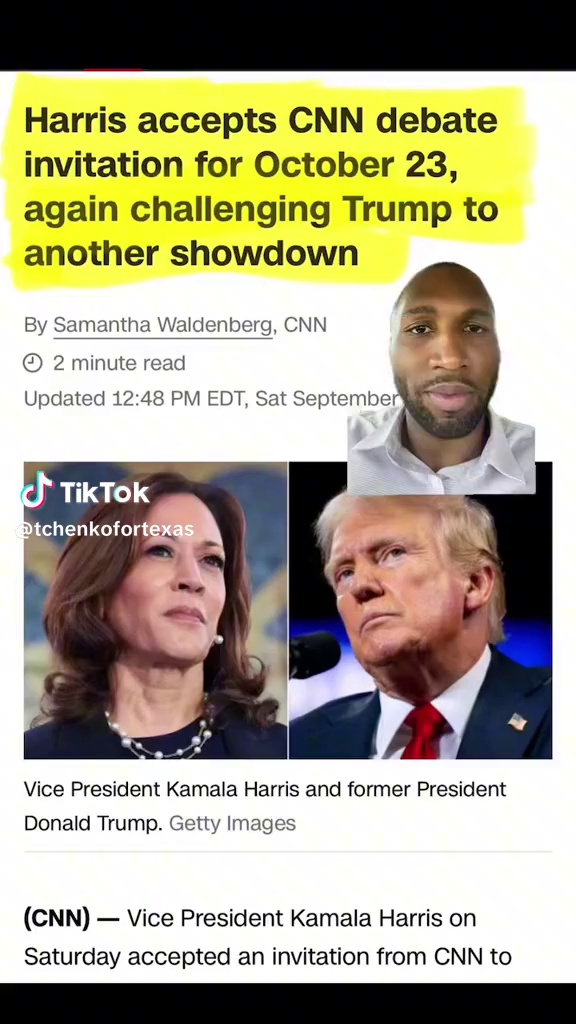 Harris accepts CNN debate
invitation for October 23,
again challenging Trump to
another showdown
By Samantha Waldenberg, CNN
2 minute read
Updated 12:48 PM EDT, Sat September
TikTok
@tchenkofortexas
Vice President Kamala Harris and former President
Donald Trump. Getty Images
(CNN) — Vice President Kamala Harris on
Saturday accepted an invitation from CNN to